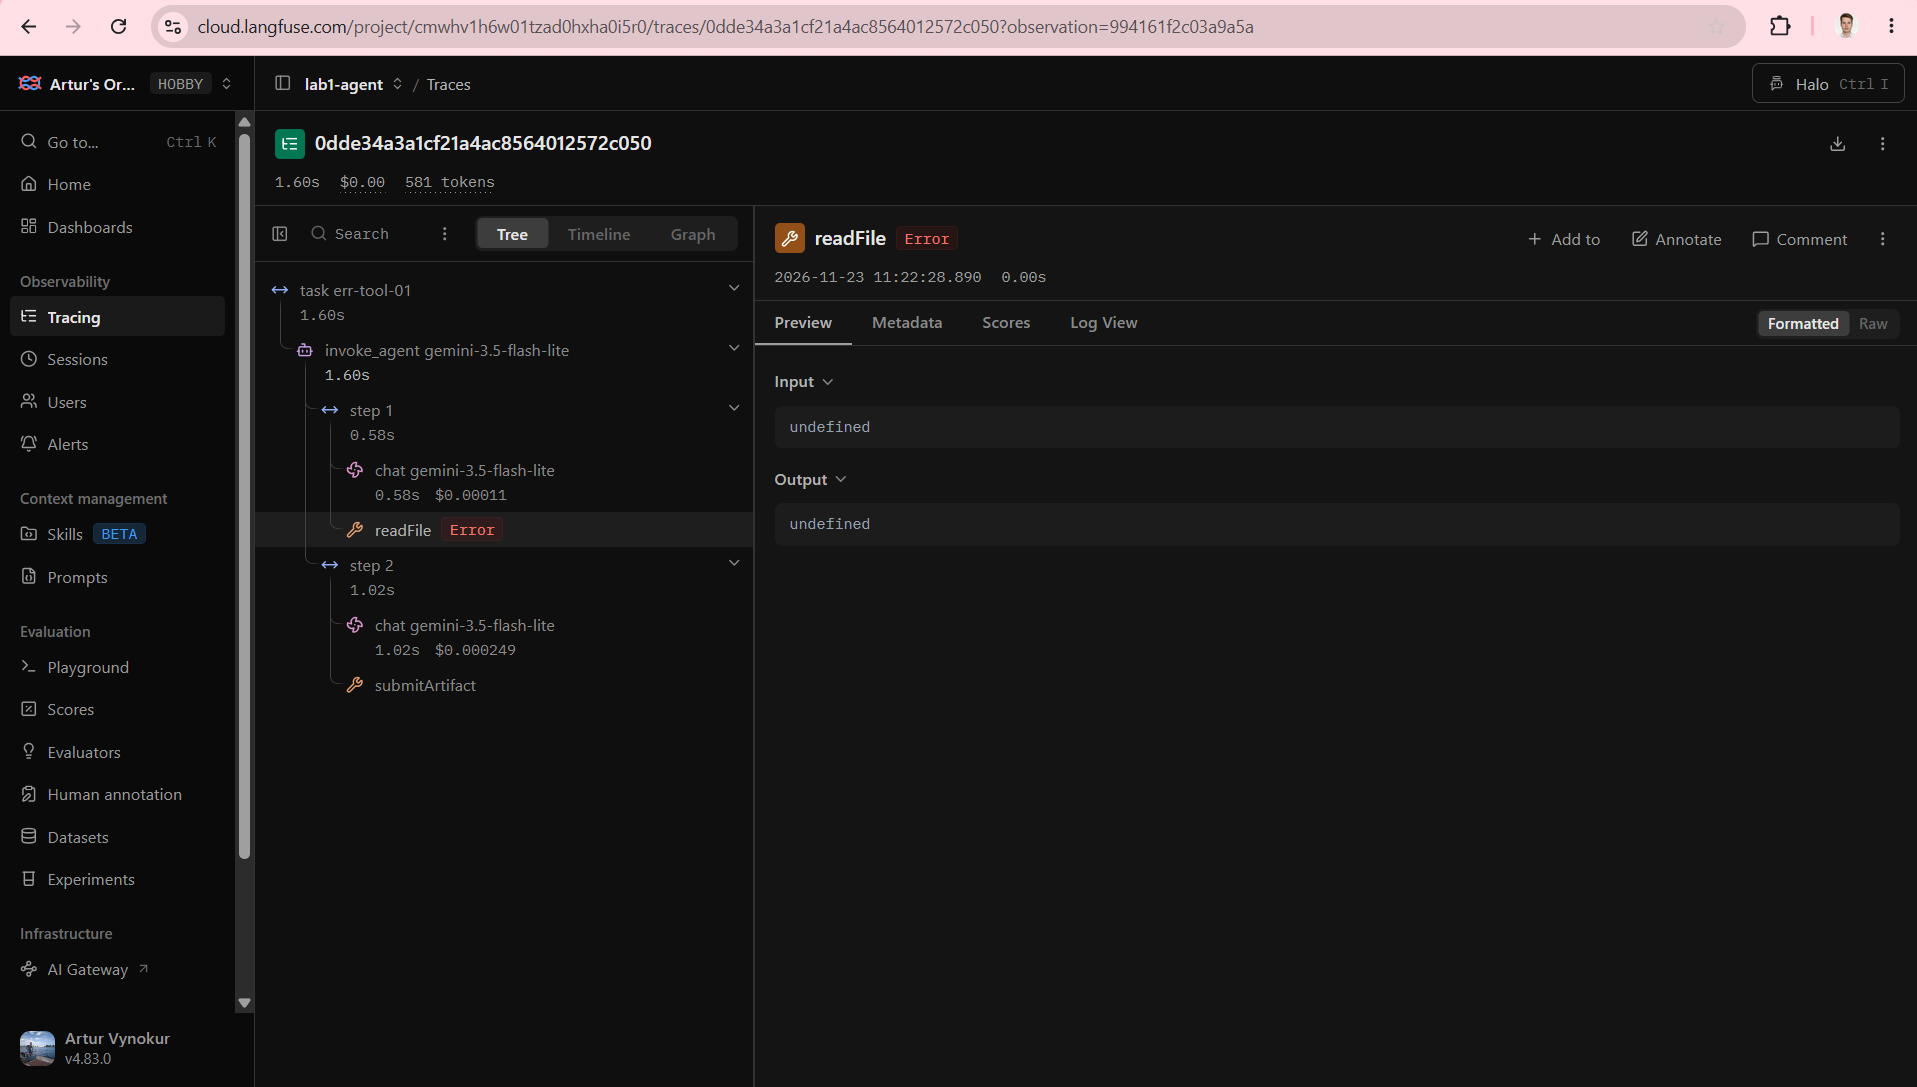 cloud.langfuse.com/project/cmwhv1h6w01tzad0hxha0i5r0/traces/0dde34a3a1cf21a4ac8564012572c050?observation=994161f2c03a9a5a
Artur's Or... HOBBY
lab1-agent / Traces
Halo Ctrl I
Go to... Ctrl K
Home
Dashboards
Observability
Tracing
Sessions
Users
Alerts
Context management
Skills BETA
Prompts
Evaluation
Playground
Scores
Evaluators
Human annotation
Datasets
Experiments
Infrastructure
AI Gateway
Artur Vynokur
v4.83.0
0dde34a3a1cf21a4ac8564012572c050
1.60s $0.00 581 tokens
Search Tree Timeline Graph
task err-tool-01
1.60s
invoke_agent gemini-3.5-flash-lite
1.60s
step 1
0.58s
chat gemini-3.5-flash-lite
0.58s $0.00011
readFile Error
step 2
1.02s
chat gemini-3.5-flash-lite
1.02s $0.000249
submitArtifact
readFile Error
Add to Annotate Comment
2026-11-23 11:22:28.890 0.00s
Preview Metadata Scores Log View Formatted Raw
Input
undefined
Output
undefined